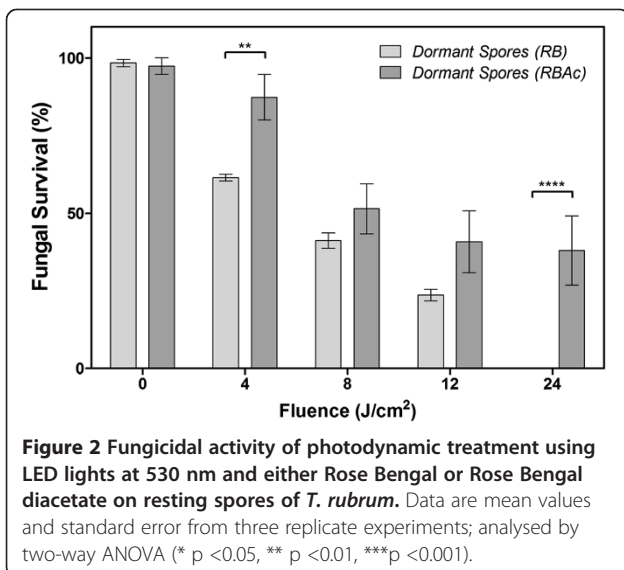 **
****
Dormant Spores (RB)
Dormant Spores (RBAc)
Fungal Survival (%)
100
50
0
0 4 8 12 24
Fluence (J/cm²)
Figure 2 Fungicidal activity of photodynamic treatment using
LED lights at 530 nm and either Rose Bengal or Rose Bengal
diacetate on resting spores of T. rubrum. Data are mean values
and standard error from three replicate experiments; analysed by
two-way ANOVA (* p <0.05, ** p <0.01, ***p <0.001).